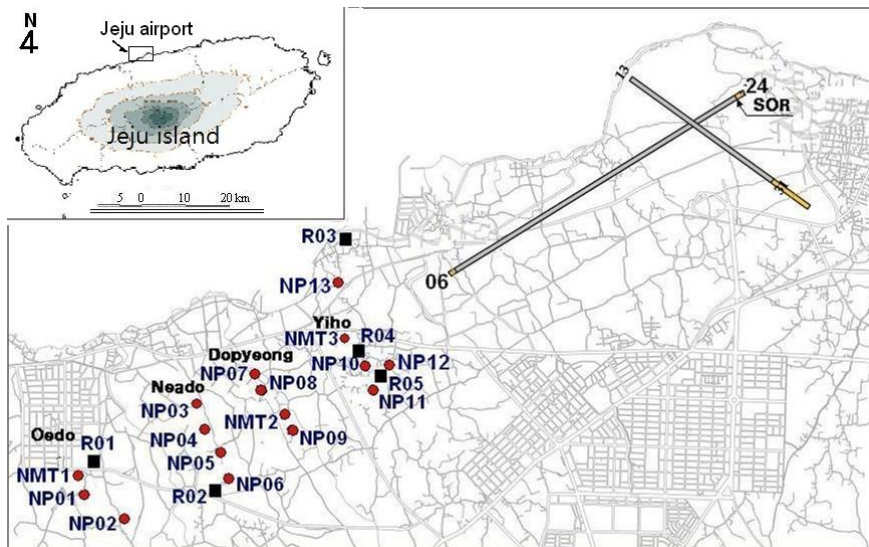 N
4
Jeju airport
Jeju island
5 0 10 20 km
13
24
SOR
31
06
R03
NP13
Yiho
NMT3
R04
Dopyeong
NP10
NP12
NP07
R05
Neado
NP08
NP11
NP03
NMT2
NP04
NP09
Oedo
R01
NP05
NMT1
NP06
NP01
R02
NP02